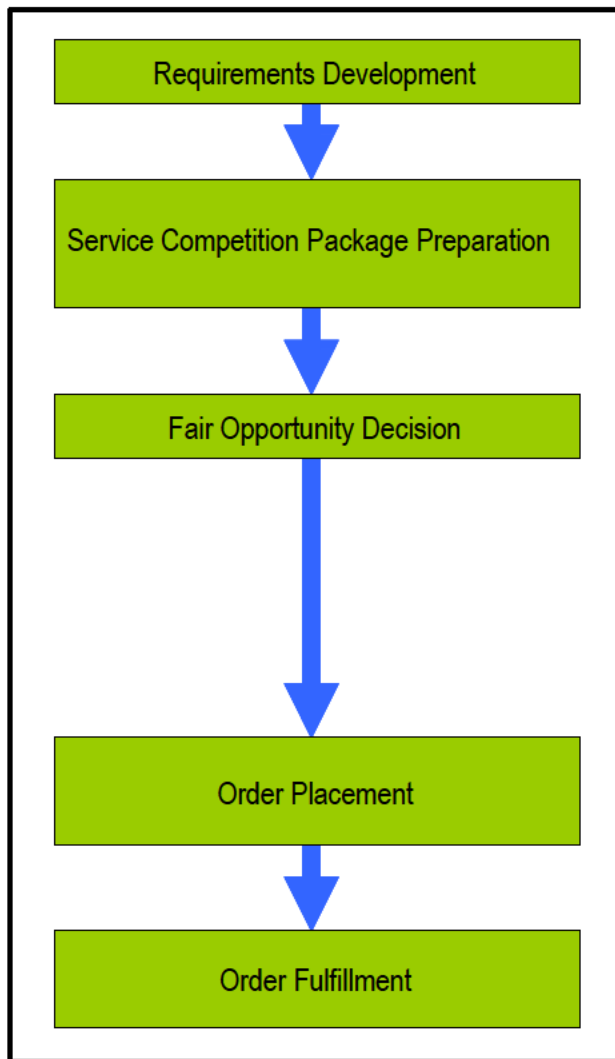 Requirements Development
Service Competition Package Preparation
Fair Opportunity Decision
Order Placement
Order Fulfillment